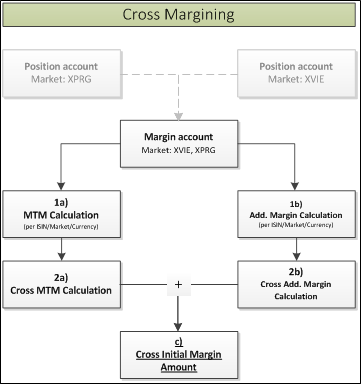 Cross Margining
Position account
Market: XPRG
Position account
Market: XVIE
Margin account
Market: XVIE, XPRG
1a)
MTM Calculation
(per ISIN/Market/Currency)
1b)
Add. Margin Calculation
(per ISIN/Market/Currency)
2a)
Cross MTM Calculation
+
2b)
Cross Add. Margin
Calculation
c)
Cross Initial Margin
Amount